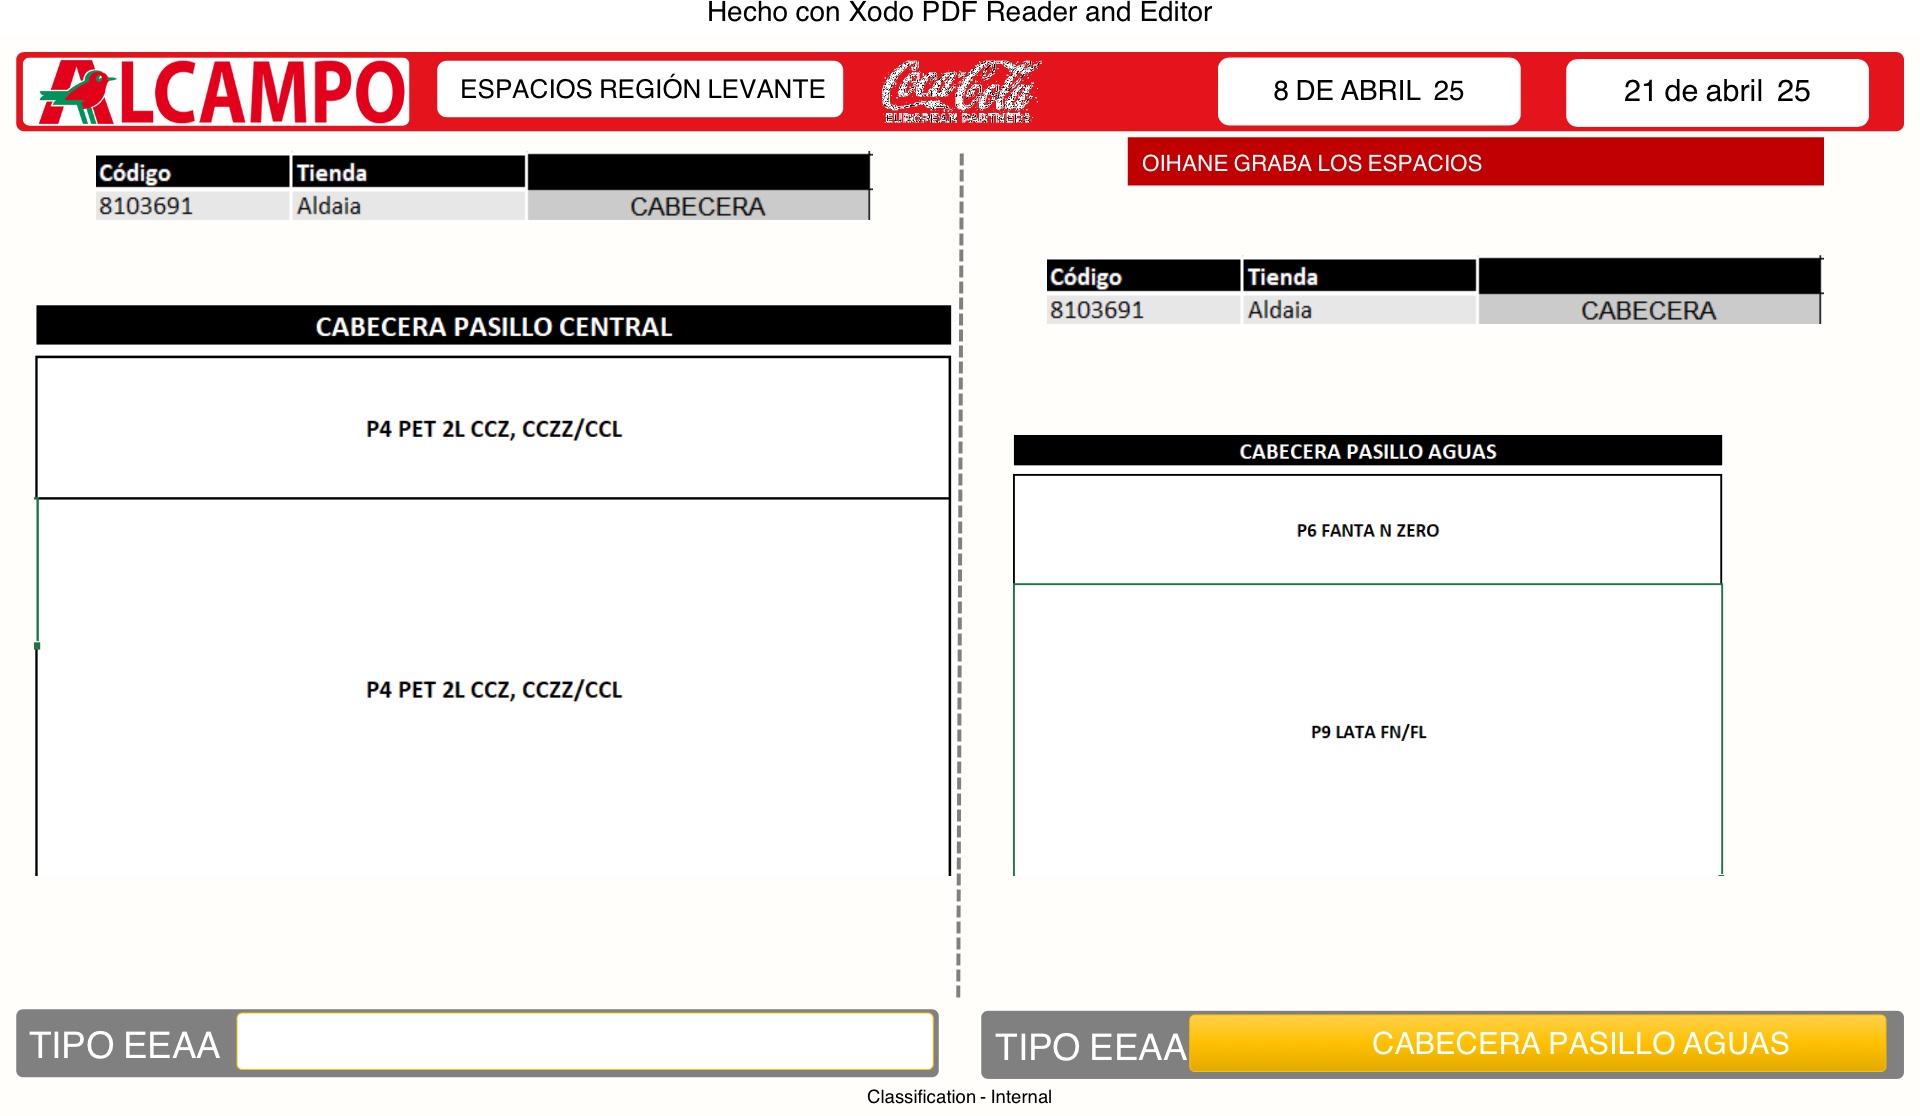 Hecho con Xodo PDF Reader and Editor
ALCAMPO
ESPACIOS REGIÓN LEVANTE
Coca-Cola
EUROPEAN PARTNERS
8 DE ABRIL 25
21 de abril 25
Código Tienda
8103691 Aldaia CABECERA
CABECERA PASILLO CENTRAL
P4 PET 2L CCZ, CCZZ/CCL
P4 PET 2L CCZ, CCZZ/CCL
TIPO EEAA
OIHANE GRABA LOS ESPACIOS
Código Tienda
8103691 Aldaia CABECERA
CABECERA PASILLO AGUAS
P6 FANTA N ZERO
P9 LATA FN/FL
TIPO EEAA CABECERA PASILLO AGUAS
Classification - Internal